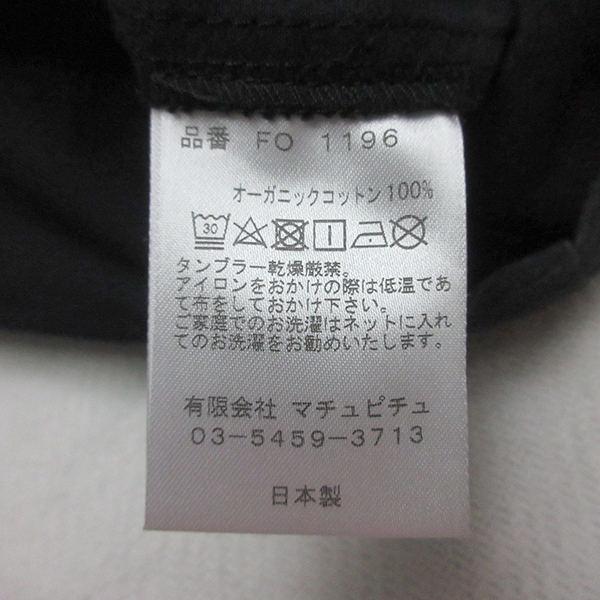 品番 FO 1196
オーガニックコットン100%
30
タンブラー乾燥厳禁。
アイロンをおかけの際は低温であ
て布をしておかけ下さい。
ご家庭でのお洗濯はネットに入れ
てのお洗濯をお勧めいたします。
有限会社 マチュピチュ
03-5459-3713
日本製